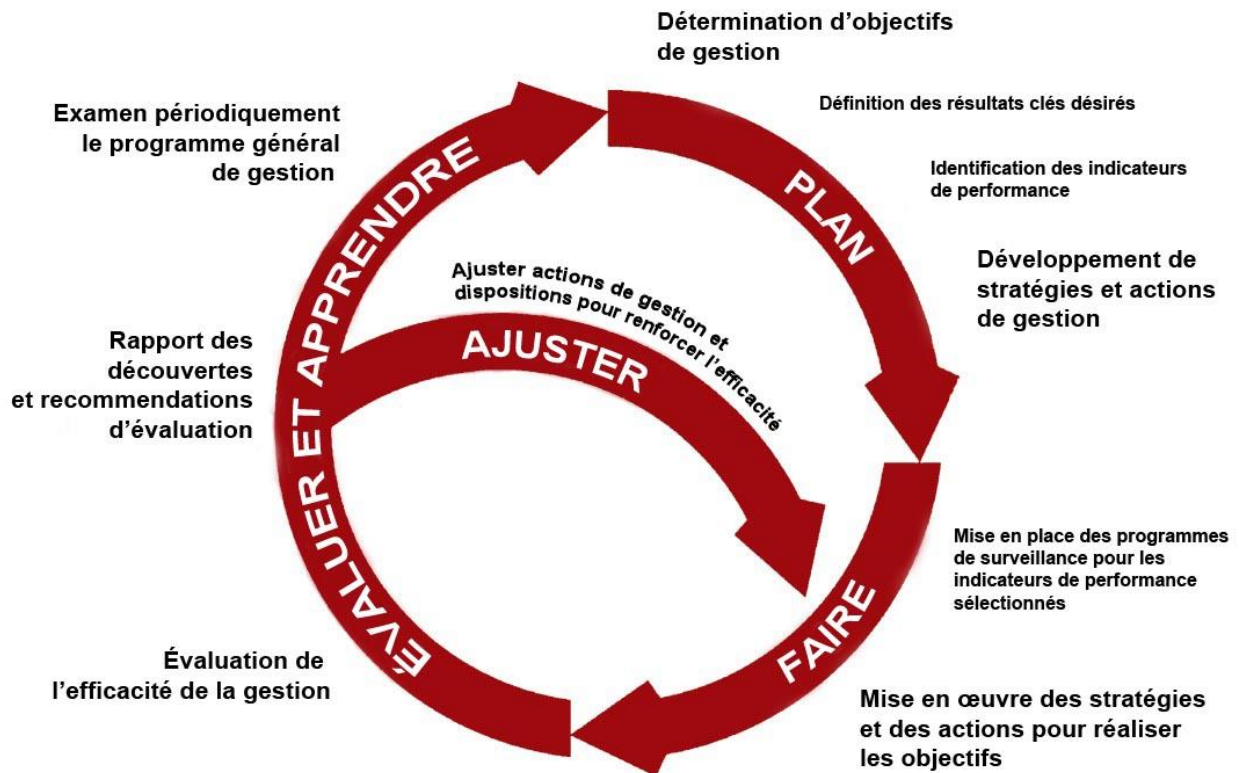 Détermination d'objectifs
de gestion
Définition des résultats clés désirés
Identification des indicateurs
de performance
PLAN
Développement de
stratégies et actions
de gestion
Mise en place des programmes
de surveillance pour les
indicateurs de performance
sélectionnés
FAIRE
Mise en œuvre des stratégies
et des actions pour réaliser
les objectifs
Évaluation de
l'efficacité de la gestion
ÉVALUER ET APPRENDRE
Rapport des
découvertes
et recommendations
d'évaluation
Examen périodiquement
le programme général
de gestion
Ajuster actions de gestion et
dispositions pour renforcer l'efficacité
AJUSTER